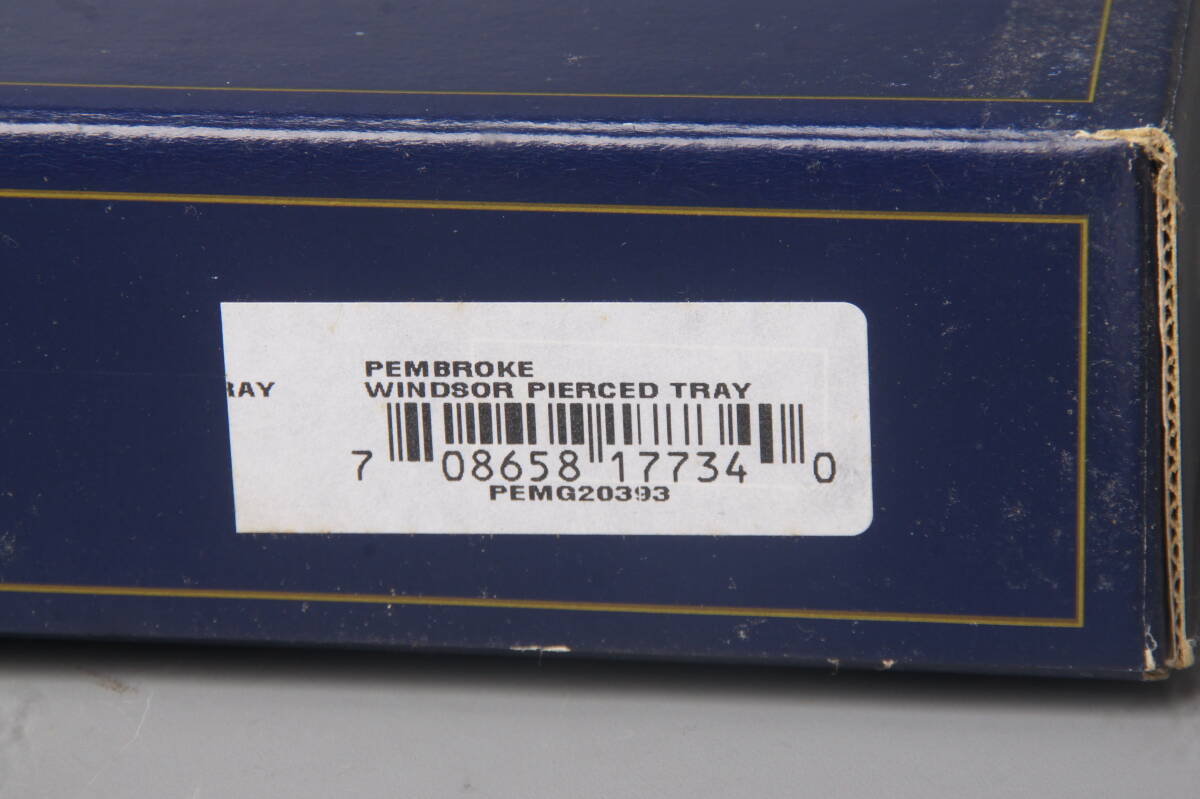 PEMBROKE
RAY WINDSOR PIERCED TRAY
7 08658 17734 0
PEMG20393